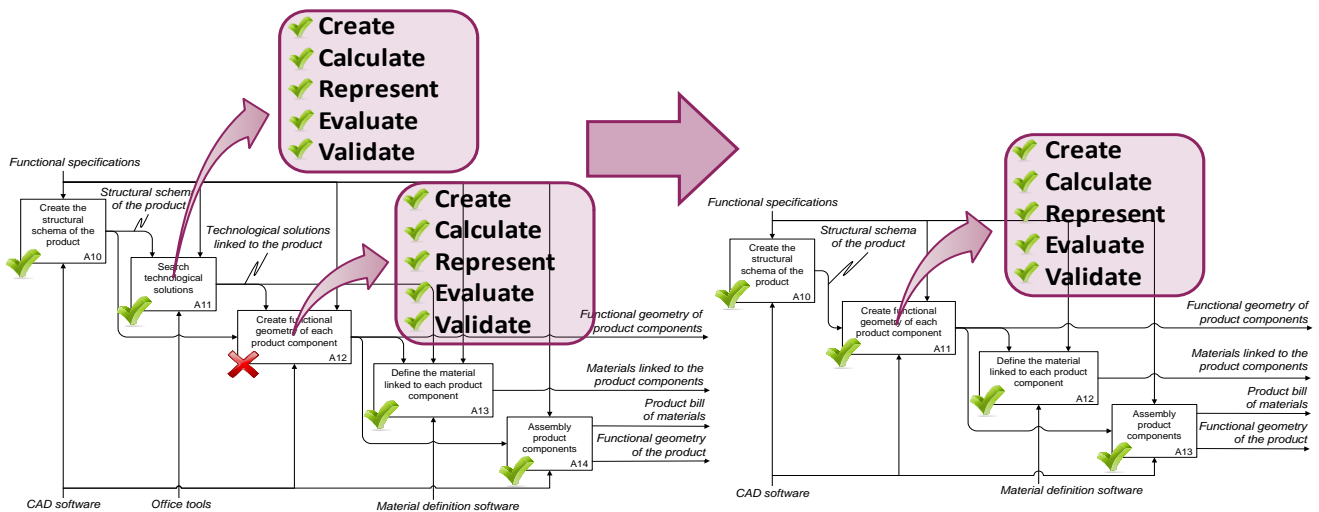 Create
Calculate
Represent
Evaluate
Validate
Functional specifications
Structural schema
of the product
Create the
structural
schema of the
product
A10
Technological solutions
linked to the product
Search
technological
solutions
A11
Create
Calculate
Represent
Evaluate
Validate
Create functional
geometry of each
product component
A12
Functional geometry of
product components
Define the material
linked to each product
component
A13
Materials linked to the
product components
Product bill
of materials
Assembly
product
components
A14
Functional geometry
of the product
CAD software
Office tools
Material definition software
Create
Calculate
Represent
Evaluate
Validate
Functional specifications
Structural schema
of the product
Create the
structural
schema of the
product
A10
Create functional
geometry of each
product component
A11
Functional geometry of
product components
Define the material
linked to each product
component
A12
Materials linked to the
product components
Product bill
of materials
Assembly
product
components
A13
Functional geometry
of the product
CAD software
Material definition software